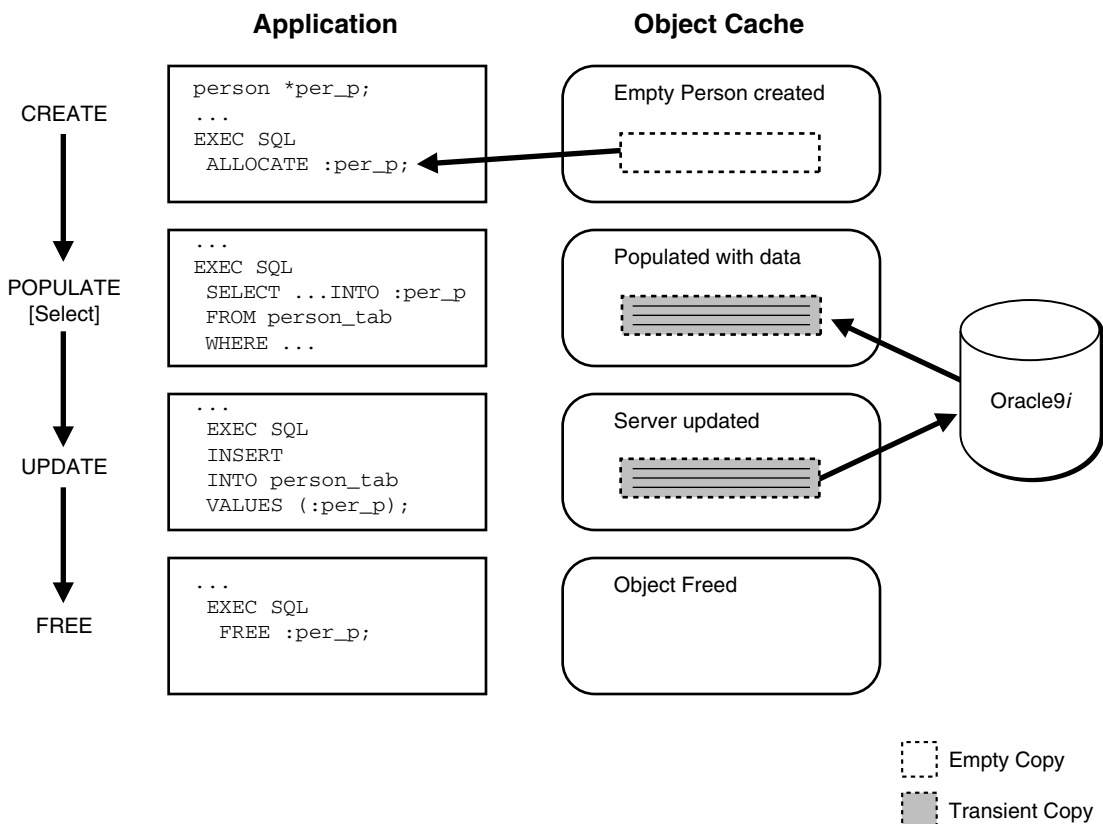 Application
Object Cache
CREATE
person *per_p;
...
EXEC SQL
ALLOCATE :per_p;
Empty Person created
POPULATE
[Select]
...
EXEC SQL
SELECT ...INTO :per_p
FROM person_tab
WHERE ...
Populated with data
Oracle9i
UPDATE
...
EXEC SQL
INSERT
INTO person_tab
VALUES (:per_p);
Server updated
FREE
...
EXEC SQL
FREE :per_p;
Object Freed
Empty Copy
Transient Copy